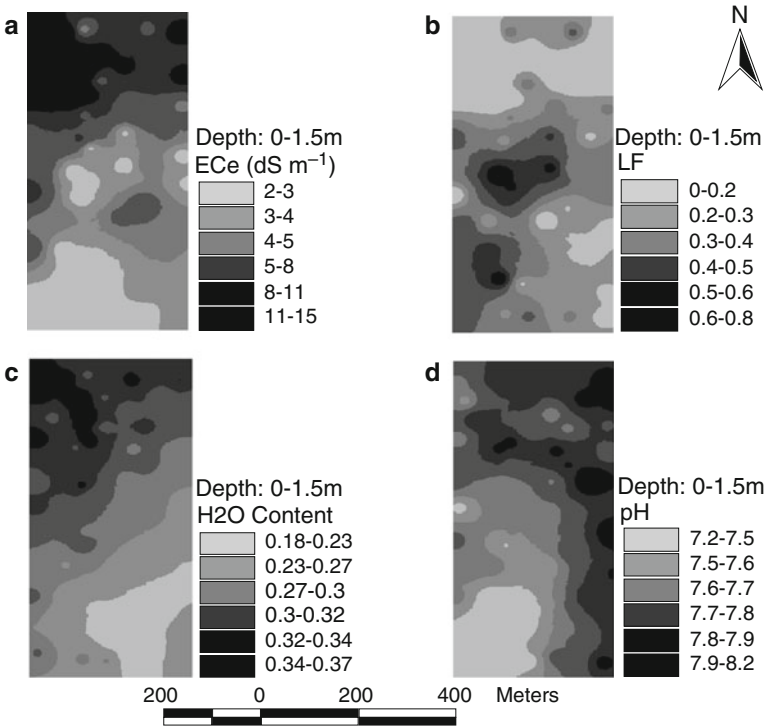 a
b
N
Depth: 0-1.5m
ECe (dS m⁻¹)
2-3
3-4
4-5
5-8
8-11
11-15
Depth: 0-1.5m
LF
0-0.2
0.2-0.3
0.3-0.4
0.4-0.5
0.5-0.6
0.6-0.8
c
d
Depth: 0-1.5m
H2O Content
0.18-0.23
0.23-0.27
0.27-0.3
0.3-0.32
0.32-0.34
0.34-0.37
Depth: 0-1.5m
pH
7.2-7.5
7.5-7.6
7.6-7.7
7.7-7.8
7.8-7.9
7.9-8.2
200 0 200 400 Meters